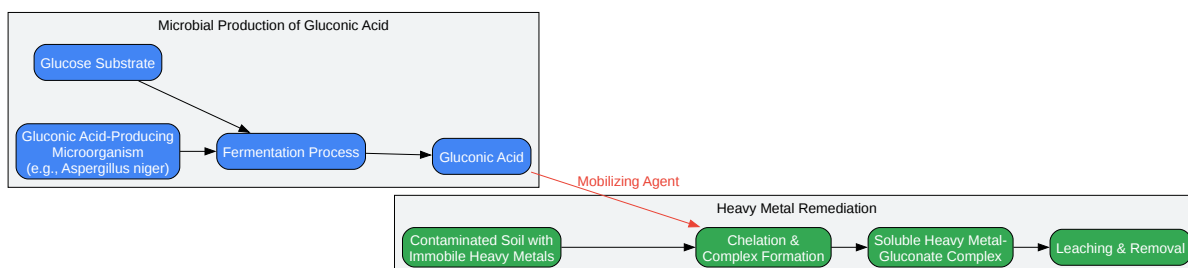 Microbial Production of Gluconic Acid
Glucose Substrate
Gluconic Acid-Producing
Microorganism
(e.g., Aspergillus niger)
Fermentation Process
Gluconic Acid
Mobilizing Agent
Heavy Metal Remediation
Contaminated Soil with
Immobile Heavy Metals
Chelation &
Complex Formation
Soluble Heavy Metal-
Gluconate Complex
Leaching & Removal